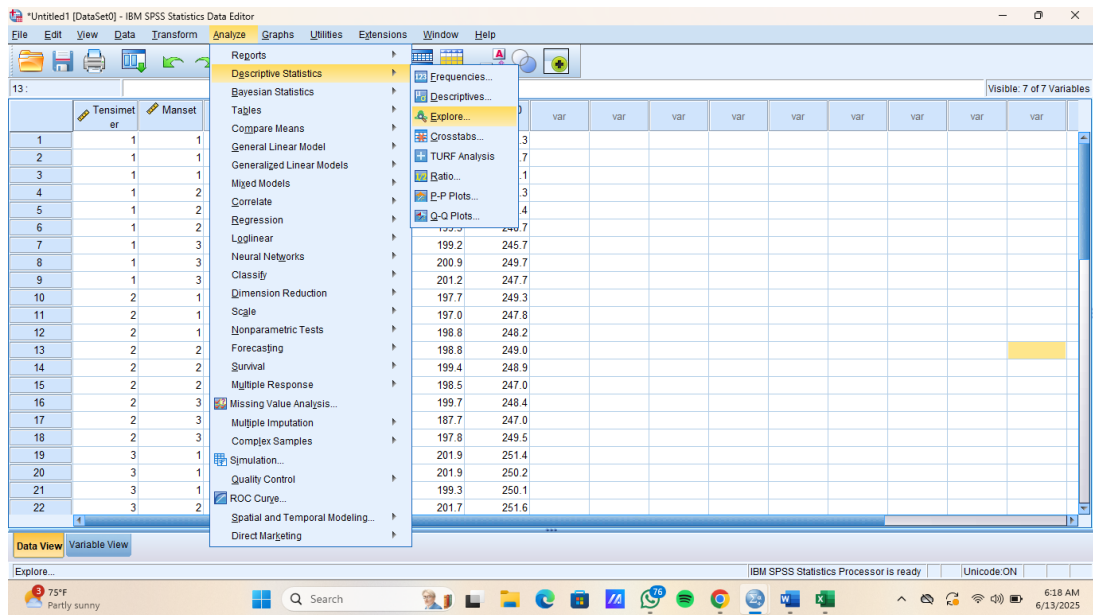 *Untitled1 [DataSet0] - IBM SPSS Statistics Data Editor
File Edit View Data Transform Analyze Graphs Utilities Extensions Window Help
13 :
Visible: 7 of 7 Variables
Tensimeter Manset var var var var var var var var var
Reports
Descriptive Statistics
Bayesian Statistics
Tables
Compare Means
General Linear Model
Generalized Linear Models
Mixed Models
Correlate
Regression
Loglinear
Neural Networks
Classify
Dimension Reduction
Scale
Nonparametric Tests
Forecasting
Survival
Multiple Response
Missing Value Analysis...
Multiple Imputation
Complex Samples
Simulation...
Quality Control
ROC Curve...
Spatial and Temporal Modeling...
Direct Marketing
Frequencies...
Descriptives...
Explore...
Crosstabs...
TURF Analysis
Ratio...
P-P Plots...
Q-Q Plots...
1 1 1 .3
2 1 1 .7
3 1 1 .1
4 1 2 .3
5 1 2 .4
6 1 2
7 1 3 199.2 245.7
8 1 3 200.9 249.7
9 1 3 201.2 247.7
10 2 1 197.7 249.3
11 2 1 197.0 247.8
12 2 1 198.8 248.2
13 2 2 198.8 249.0
14 2 2 199.4 248.9
15 2 2 198.5 247.0
16 2 3 199.7 248.4
17 2 3 187.7 247.0
18 2 3 197.8 249.5
19 3 1 201.9 251.4
20 3 1 201.9 250.2
21 3 1 199.3 250.1
22 3 2 201.7 251.6
Data View Variable View
Explore... IBM SPSS Statistics Processor is ready Unicode:ON
3 75°F
Partly sunny
Search
76
6:18 AM
6/13/2025